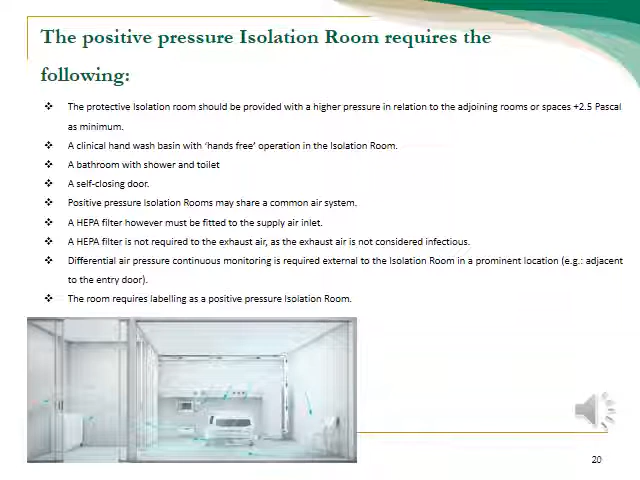 The positive pressure Isolation Room requires the
following:
❖ The protective Isolation room should be provided with a higher pressure in relation to the adjoining rooms or spaces +2.5 Pascal
as minimum.
❖ A clinical hand wash basin with ‘hands free’ operation in the Isolation Room.
❖ A bathroom with shower and toilet
❖ A self-closing door.
❖ Positive pressure Isolation Rooms may share a common air system.
❖ A HEPA filter however must be fitted to the supply air inlet.
❖ A HEPA filter is not required to the exhaust air, as the exhaust air is not considered infectious.
❖ Differential air pressure continuous monitoring is required external to the Isolation Room in a prominent location (e.g.: adjacent
to the entry door).
❖ The room requires labelling as a positive pressure Isolation Room.
20